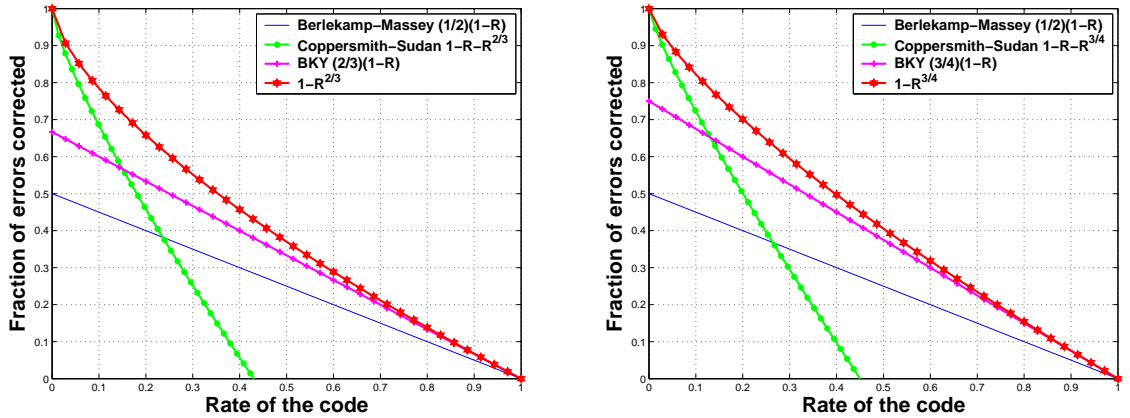 Berlekamp−Massey (1/2)(1−R)
Coppersmith−Sudan 1−R−R^{2/3}
BKY (2/3)(1−R)
1−R^{2/3}
1
0.9
0.8
0.7
0.6
0.5
0.4
0.3
0.2
0.1
0
Fraction of errors corrected
0 0.1 0.2 0.3 0.4 0.5 0.6 0.7 0.8 0.9 1
Rate of the code
Berlekamp−Massey (1/2)(1−R)
Coppersmith−Sudan 1−R−R^{3/4}
BKY (3/4)(1−R)
1−R^{3/4}
1
0.9
0.8
0.7
0.6
0.5
0.4
0.3
0.2
0.1
0
Fraction of errors corrected
0 0.1 0.2 0.3 0.4 0.5 0.6 0.7 0.8 0.9 1
Rate of the code